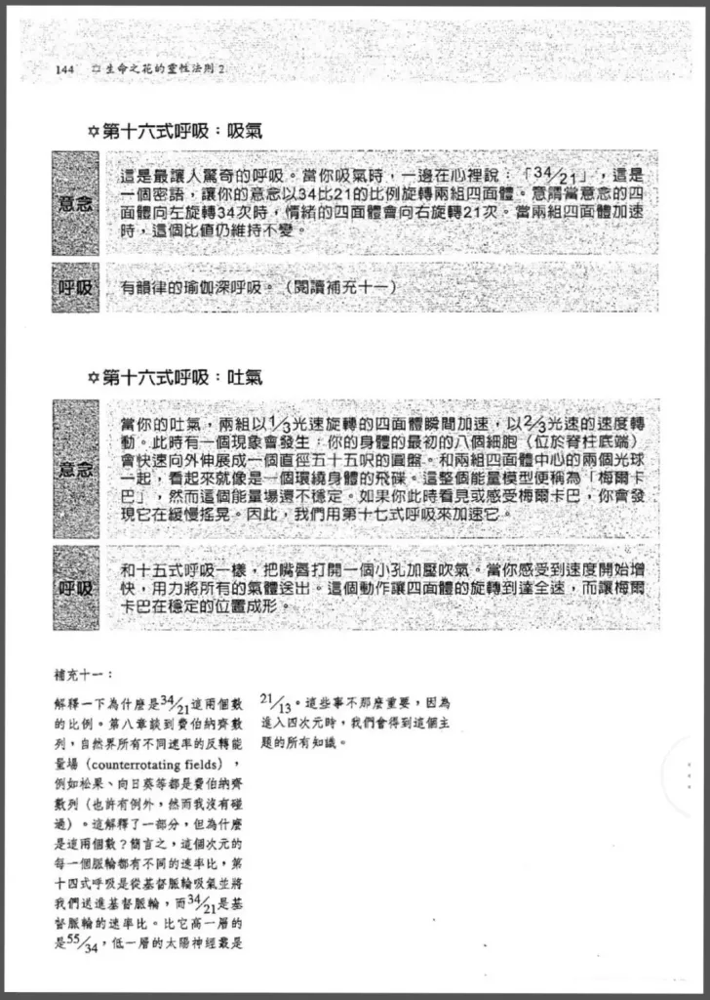 144 ✡生命之花的靈性法則 2
✡第十六式呼吸：吸氣
意念
這是最讓人驚奇的呼吸。當你吸氣時，一邊在心裡說：「34/21」，這是
一個密語，讓你的意念以34比21的比例旋轉兩組四面體。意謂當意念的四
面體向左旋轉34次時，情緒的四面體會向右旋轉21次。當兩組四面體加速
時，這個比值仍維持不變。
呼吸
有韻律的瑜伽深呼吸。（閱讀補充十一）
✡第十六式呼吸：吐氣
意念
當你的吐氣，兩組以1/3光速旋轉的四面體瞬間加速，以2/3光速的速度轉
動。此時有一個現象會發生：你的身體的最初的八個細胞（位於脊柱底端）
會快速向外伸展成一個直徑五十五呎的圓盤。和兩組四面體中心的兩個光球
一起，看起來就像是一個環繞身體的飛碟。這整個能量模型便稱為「梅爾卡
巴」，然而這個能量場還不穩定。如果你此時看見或感受梅爾卡巴，你會發
現它在緩慢搖晃。因此，我們用第十七式呼吸來加速它。
呼吸
和十五式呼吸一樣，把嘴唇打開一個小孔加壓吹氣。當你感受到速度開始增
快，用力將所有的氣體送出。這個動作讓四面體的旋轉到達全速，而讓梅爾
卡巴在穩定的位置成形。
補充十一：
解釋一下為什麼是34/21這兩個數
的比例。第八章談到費伯納齊數
列，自然界所有不同速率的反轉能
量場（counterrotating fields），
例如松果、向日葵等都是費伯納齊
數列（也許有例外，然而我沒有碰
過）。這解釋了一部分，但為什麼
是這兩個數？簡言之，這個次元的
每一個脈輪都有不同的速率比，第
十四式呼吸是從基督脈輪吸氣並將
我們送進基督脈輪，而34/21是基
督脈輪的速率比。比它高一層的
是55/34，低一層的太陽神經叢是
21/13。這些事不那麼重要，因為
進入四次元時，我們會得到這個主
題的所有知識。